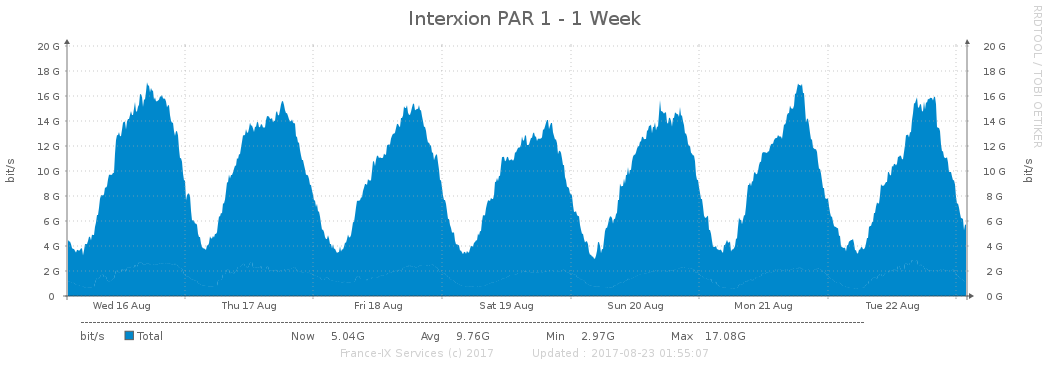 Interxion PAR 1 - 1 Week
RRDTOOL / TOBI OETIKER
20 G 20 G
18 G 18 G
16 G 16 G
14 G 14 G
12 G 12 G
10 G 10 G
8 G 8 G
6 G 6 G
4 G 4 G
2 G 2 G
0 0 G
bit/s
bit/s
Wed 16 Aug Thu 17 Aug Fri 18 Aug Sat 19 Aug Sun 20 Aug Mon 21 Aug Tue 22 Aug
bit/s Total Now 5.04G Avg 9.76G Min 2.97G Max 17.08G
France-IX Services (c) 2017 Updated : 2017-08-23 01:55:07